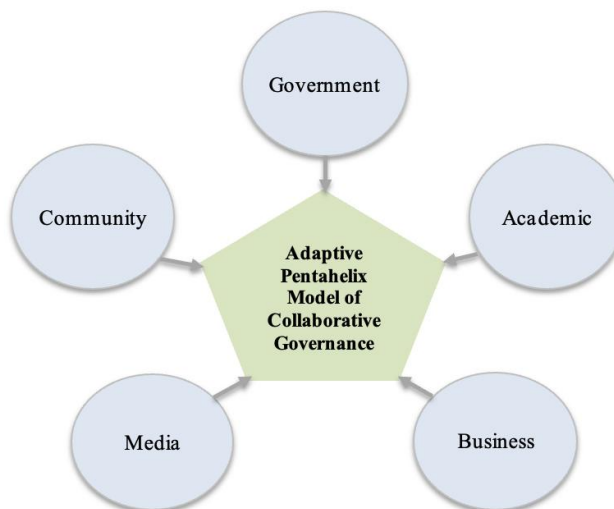 Government
Community
Academic
Adaptive
Pentahelix
Model of
Collaborative
Governance
Media
Business